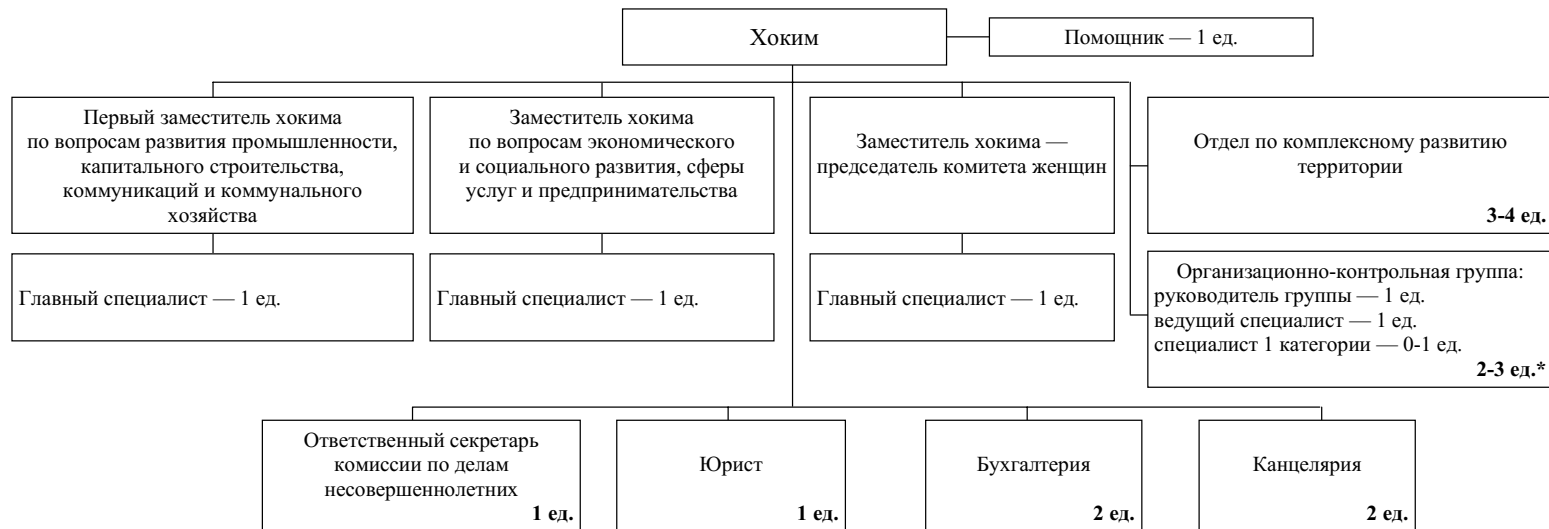 Хоким
Помощник — 1 ед.
Первый заместитель хокима
по вопросам развития промышленности,
капитального строительства,
коммуникаций и коммунального
хозяйства
Заместитель хокима
по вопросам экономического
и социального развития, сферы
услуг и предпринимательства
Заместитель хокима —
председатель комитета женщин
Отдел по комплексному развитию
территории
3-4 ед.
Главный специалист — 1 ед.
Главный специалист — 1 ед.
Главный специалист — 1 ед.
Организационно-контрольная группа:
руководитель группы — 1 ед.
ведущий специалист — 1 ед.
специалист 1 категории — 0-1 ед.
2-3 ед.*
Ответственный секретарь
комиссии по делам
несовершеннолетних
1 ед.
Юрист
1 ед.
Бухгалтерия
2 ед.
Канцелярия
2 ед.